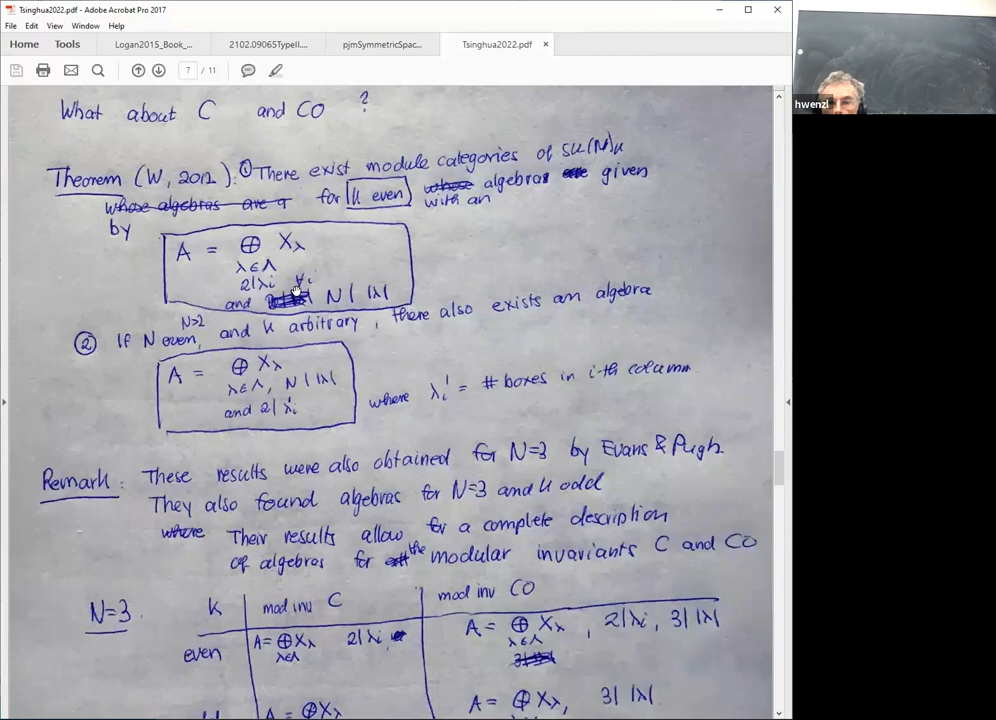 Tsinghua2022.pdf - Adobe Acrobat Pro 2017
File Edit View Window Help
Home Tools Logan2015_Book_... 2102.09065TypeII.... pjmSymmetricSpac... Tsinghua2022.pdf ×
7 / 11
hwenzl
What about C and CO ?
Theorem (W, 2012): ① There exist module categories of SU(N)k
whose algebras are for k even whose algebras are given
with an
by
A = ⊕ Xλ
λ∈Λ
2|λi ∀i
and N | |λ|
② If N even, N>2 and k arbitrary, there also exists an algebra
A = ⊕ Xλ
λ∈Λ, N | |λ|
and 2| λ'i
where λ'i = # boxes in i-th column
Remark: These results were also obtained for N=3 by Evans & Pugh.
They also found algebras for N=3 and k odd
where Their results allow for a complete description
of algebras for the modular invariants C and CO
N=3 k mod inv C mod inv CO
even A = ⊕ Xλ 2|λi A = ⊕ Xλ , 2|λi, 3| |λ|
λ∈Λ λ∈Λ
A = ⊕ Xλ A = ⊕ Xλ, 3| |λ|